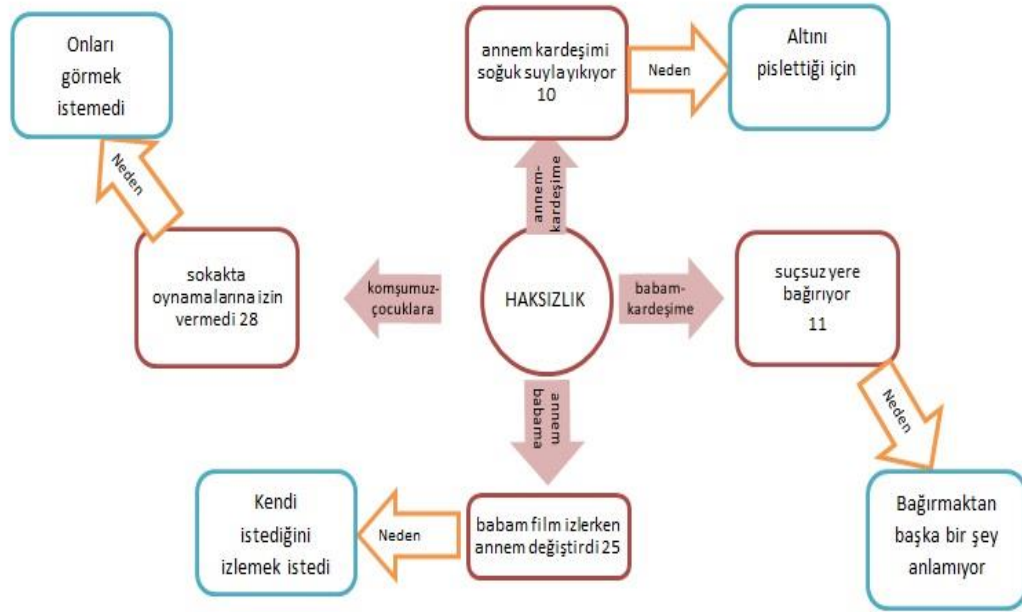 Onları
görmek
istemedi
Neden
sokakta
oynamalarına izin
vermedi 28
komşumuz-
çocuklara
annem kardeşimi
soğuk suyla yıkıyor
10
Neden
Altını
pislettiği için
annem-
kardeşime
HAKSIZLIK
babam-
kardeşime
suçsuz yere
bağırıyor
11
Neden
Bağırmaktan
başka bir şey
anlamıyor
annem
babama
babam film izlerken
annem değiştirdi 25
Neden
Kendi
istediğini
izlemek istedi